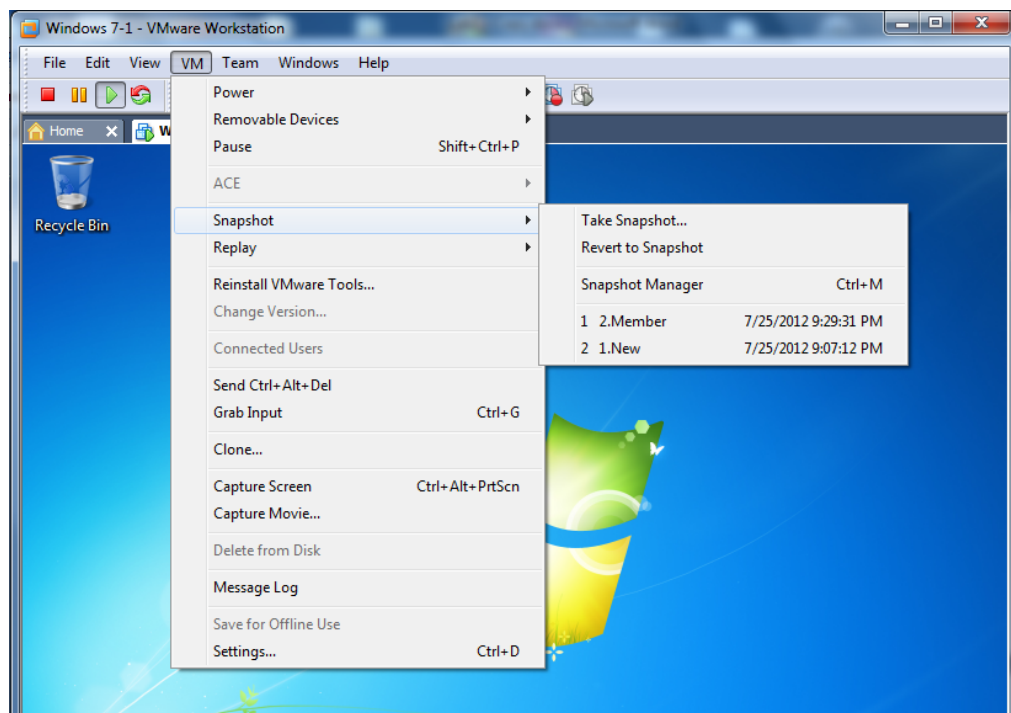 Windows 7-1 - VMware Workstation
File Edit View VM Team Windows Help
Home W
Recycle Bin
Power
Removable Devices
Pause Shift+Ctrl+P
ACE
Snapshot
Replay
Reinstall VMware Tools...
Change Version...
Connected Users
Send Ctrl+Alt+Del
Grab Input Ctrl+G
Clone...
Capture Screen Ctrl+Alt+PrtScn
Capture Movie...
Delete from Disk
Message Log
Save for Offline Use
Settings... Ctrl+D
Take Snapshot...
Revert to Snapshot
Snapshot Manager Ctrl+M
1 2.Member 7/25/2012 9:29:31 PM
2 1.New 7/25/2012 9:07:12 PM